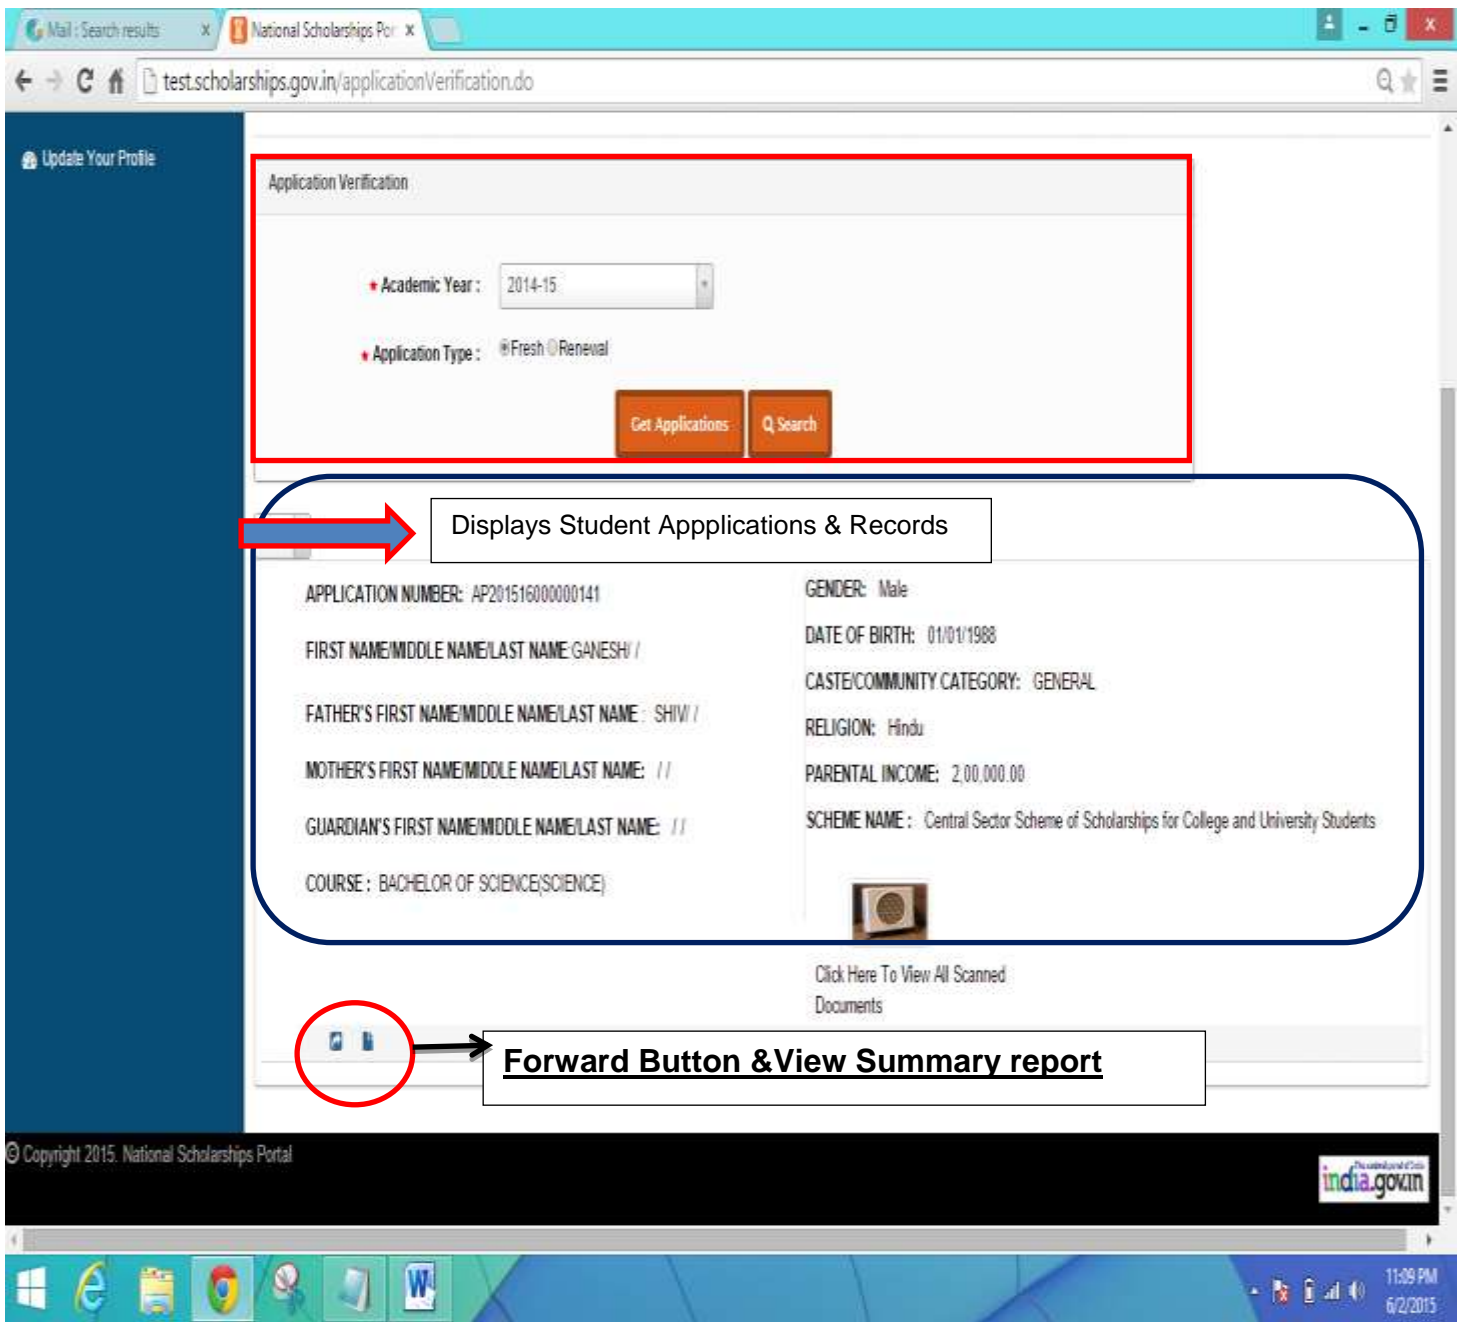 Mail : Search results x
National Scholarships Por x
test.scholarships.gov.in/applicationVerification.do
Update Your Profile
Application Verification
* Academic Year : 2014-15
* Application Type : Fresh Renewal
Get Applications Search
Displays Student Appplications & Records
APPLICATION NUMBER: AP201516000000141
FIRST NAME/MIDDLE NAME/LAST NAME:GANESH/ /
FATHER'S FIRST NAME/MIDDLE NAME/LAST NAME : SHIV/ /
MOTHER'S FIRST NAME/MIDDLE NAME/LAST NAME: / /
GUARDIAN'S FIRST NAME/MIDDLE NAME/LAST NAME: / /
COURSE : BACHELOR OF SCIENCE(SCIENCE)
GENDER: Male
DATE OF BIRTH: 01/01/1988
CASTE/COMMUNITY CATEGORY: GENERAL
RELIGION: Hindu
PARENTAL INCOME: 2,00,000.00
SCHEME NAME : Central Sector Scheme of Scholarships for College and University Students
Click Here To View All Scanned
Documents
Forward Button &View Summary report
© Copyright 2015. National Scholarships Portal
india.gov.in
W
11:09 PM
6/2/2015